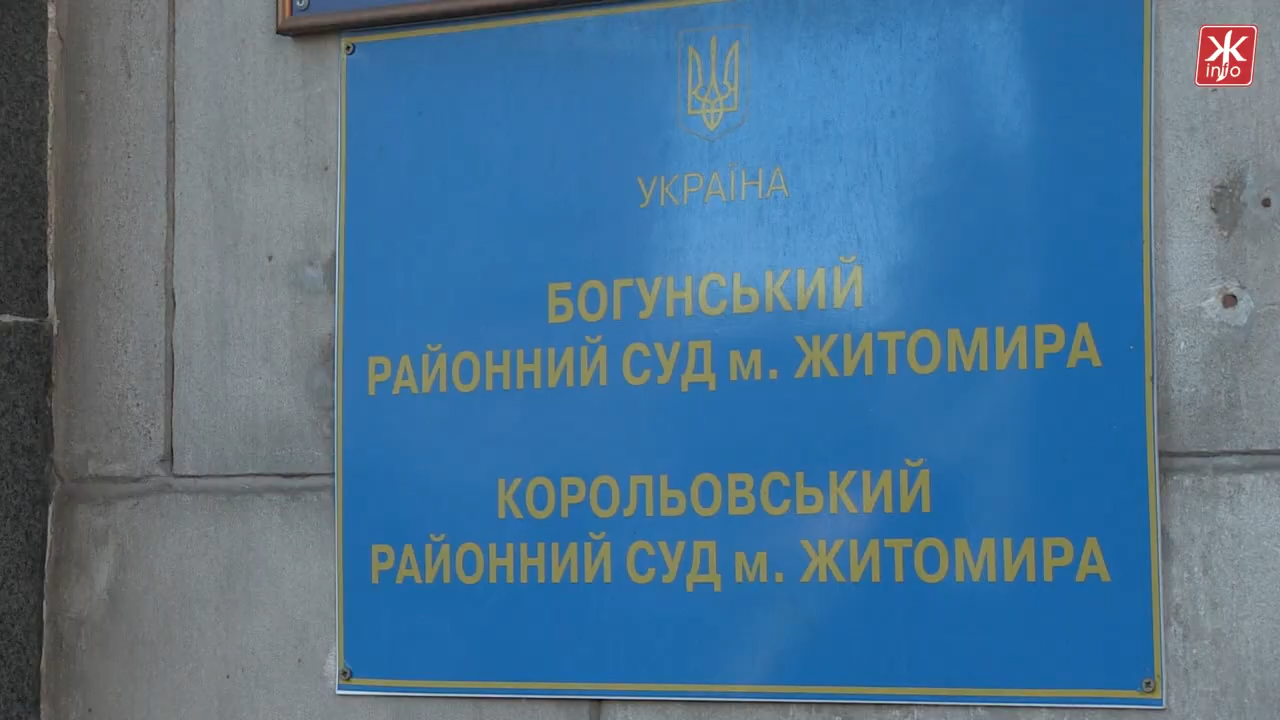 Ж
info
УКРАЇНА
БОГУНСЬКИЙ
РАЙОННИЙ СУД м. ЖИТОМИРА
КОРОЛЬОВСЬКИЙ
РАЙОННИЙ СУД м. ЖИТОМИРА